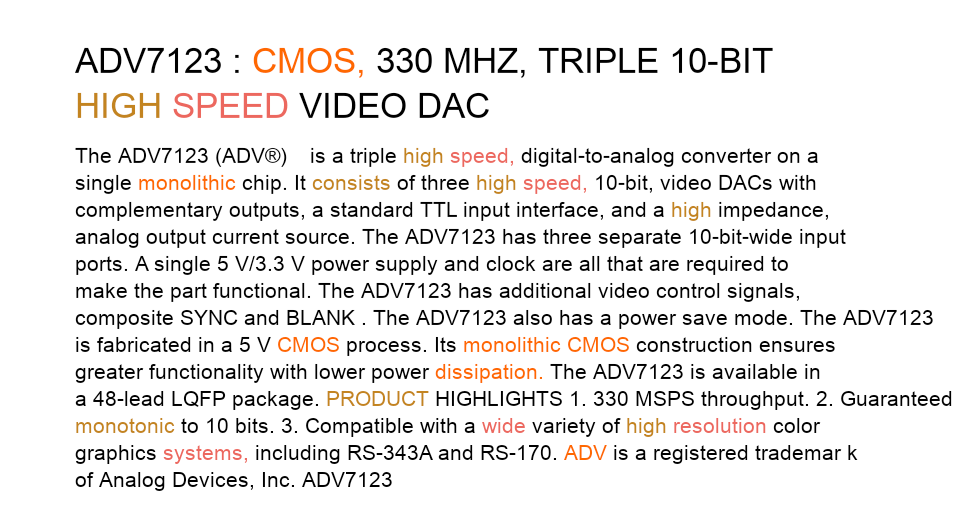 ADV7123 : CMOS, 330 MHZ, TRIPLE 10-BIT
HIGH SPEED VIDEO DAC
The ADV7123 (ADV®) is a triple high speed, digital-to-analog converter on a
single monolithic chip. It consists of three high speed, 10-bit, video DACs with
complementary outputs, a standard TTL input interface, and a high impedance,
analog output current source. The ADV7123 has three separate 10-bit-wide input
ports. A single 5 V/3.3 V power supply and clock are all that are required to
make the part functional. The ADV7123 has additional video control signals,
composite SYNC and BLANK . The ADV7123 also has a power save mode. The ADV7123
is fabricated in a 5 V CMOS process. Its monolithic CMOS construction ensures
greater functionality with lower power dissipation. The ADV7123 is available in
a 48-lead LQFP package. PRODUCT HIGHLIGHTS 1. 330 MSPS throughput. 2. Guaranteed
monotonic to 10 bits. 3. Compatible with a wide variety of high resolution color
graphics systems, including RS-343A and RS-170. ADV is a registered trademar k
of Analog Devices, Inc. ADV7123